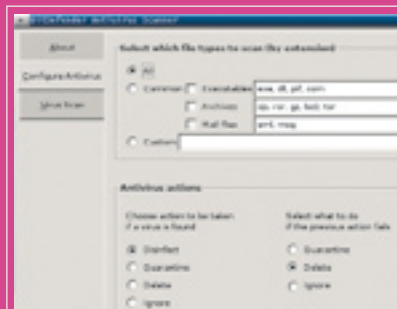 BitDefender Antivirus Scanner
About
Configure Antivirus
Virus Scan
Select which file types to scan (by extension)
All
Common Executables exe, dll, pif, com
Archives zip, rar, gz, bz2, tar
Mail files eml, msg
Custom
Antivirus actions
Choose action to be taken
if a virus is found
Disinfect
Quarantine
Delete
Ignore
Select what to do
if the previous action fails
Quarantine
Delete
Ignore